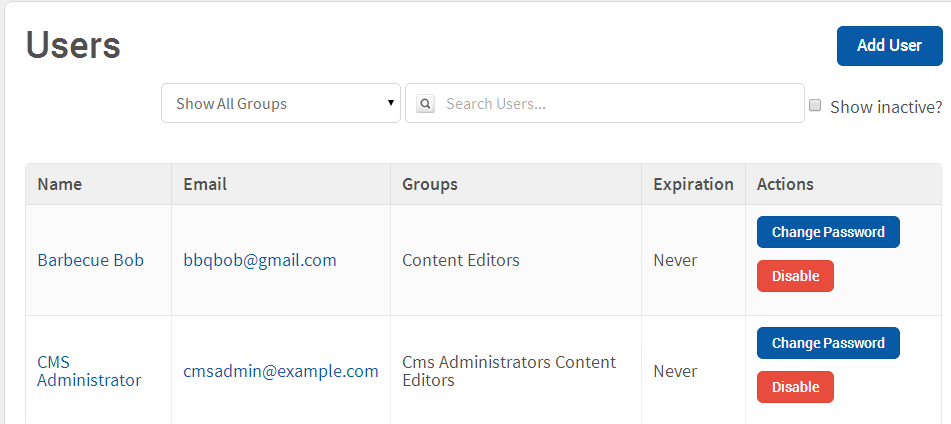 Users
Add User
Show All Groups
Search Users...
Show inactive?
Name Email Groups Expiration Actions
Barbecue Bob bbqbob@gmail.com Content Editors Never
Change Password
Disable
CMS
Administrator
cmsadmin@example.com
Cms Administrators Content
Editors
Never
Change Password
Disable